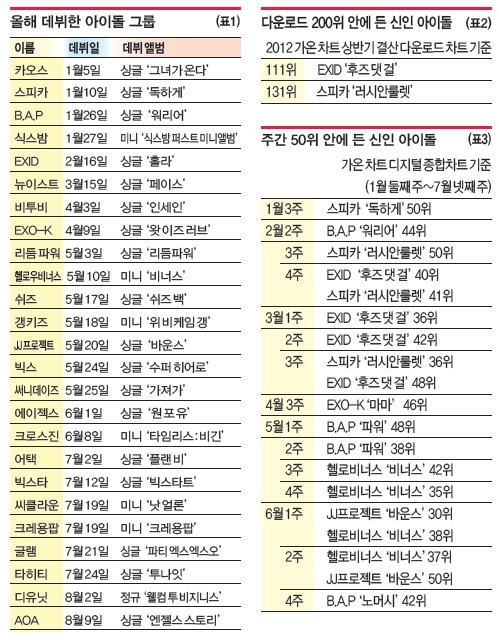 올해 데뷔한 아이돌 그룹 (표1)
이름 데뷔일 데뷔 앨범
카오스 1월5일 싱글 ‘그녀가 온다’
스피카 1월10일 싱글 ‘독하게’
B.A.P 1월26일 싱글 ‘워리어’
식스밤 1월27일 미니 ‘식스밤 퍼스트 미니앨범’
EXID 2월16일 싱글 ‘홀라’
뉴이스트 3월15일 싱글 ‘페이스’
비투비 4월3일 싱글 ‘인세인’
EXO-K 4월9일 싱글 ‘왓 이즈 러브’
리듬파워 5월3일 싱글 ‘리듬파워’
헬로우비너스 5월10일 미니 ‘비너스’
쉬즈 5월17일 싱글 ‘쉬즈 백’
갱키즈 5월18일 미니 ‘위 비케임 갱’
JJ프로젝트 5월20일 싱글 ‘바운스’
빅스 5월24일 싱글 ‘수퍼 히어로’
써니데이즈 5월25일 싱글 ‘가져가’
에이젝스 6월1일 싱글 ‘원 포 유’
크로스진 6월8일 미니 ‘타임리스:비긴’
어택 7월2일 싱글 ‘플랜비’
빅스타 7월12일 싱글 ‘빅스타트’
씨클라운 7월19일 미니 ‘낫 얼론’
크레용팝 7월19일 미니 ‘크레용팝’
글램 7월21일 싱글 ‘파티 엑스엑스오’
타히티 7월24일 싱글 ‘투나잇’
디유닛 8월2일 정규 ‘웰컴 투 비지니스’
AOA 8월9일 싱글 ‘엔젤스 스토리’
다운로드 200위 안에 든 신인 아이돌 (표2)
2012 가온 차트 상반기 결산 다운로드 차트 기준
111위 EXID ‘후즈 댓 걸’
131위 스피카 ‘러시안룰렛’
주간 50위 안에 든 신인 아이돌 (표3)
가온 차트 디지털 종합차트 기준
(1월 둘째주~7월 넷째주)
1월3주 스피카 ‘독하게’ 50위
2월2주 B.A.P ‘워리어’ 44위
3주 스피카 ‘러시안룰렛’ 50위
4주 EXID ‘후즈 댓 걸’ 40위
스피카 ‘러시안룰렛’ 41위
3월1주 EXID ‘후즈 댓 걸’ 36위
2주 EXID ‘후즈 댓 걸’ 42위
3주 스피카 ‘러시안룰렛’ 36위
EXID ‘후즈 댓 걸’ 48위
4월 3주 EXO-K ‘마마’ 46위
5월1주 B.A.P ‘파워’ 48위
2주 B.A.P ‘파워’ 38위
3주 헬로비너스 ‘비너스’ 42위
4주 헬로비너스 ‘비너스’ 35위
6월1주 JJ프로젝트 ‘바운스’ 30위
헬로비너스 ‘비너스’ 38위
2주 헬로비너스 ‘비너스’ 37위
JJ프로젝트 ‘바운스’ 50위
4주 B.A.P ‘노머시’ 42위